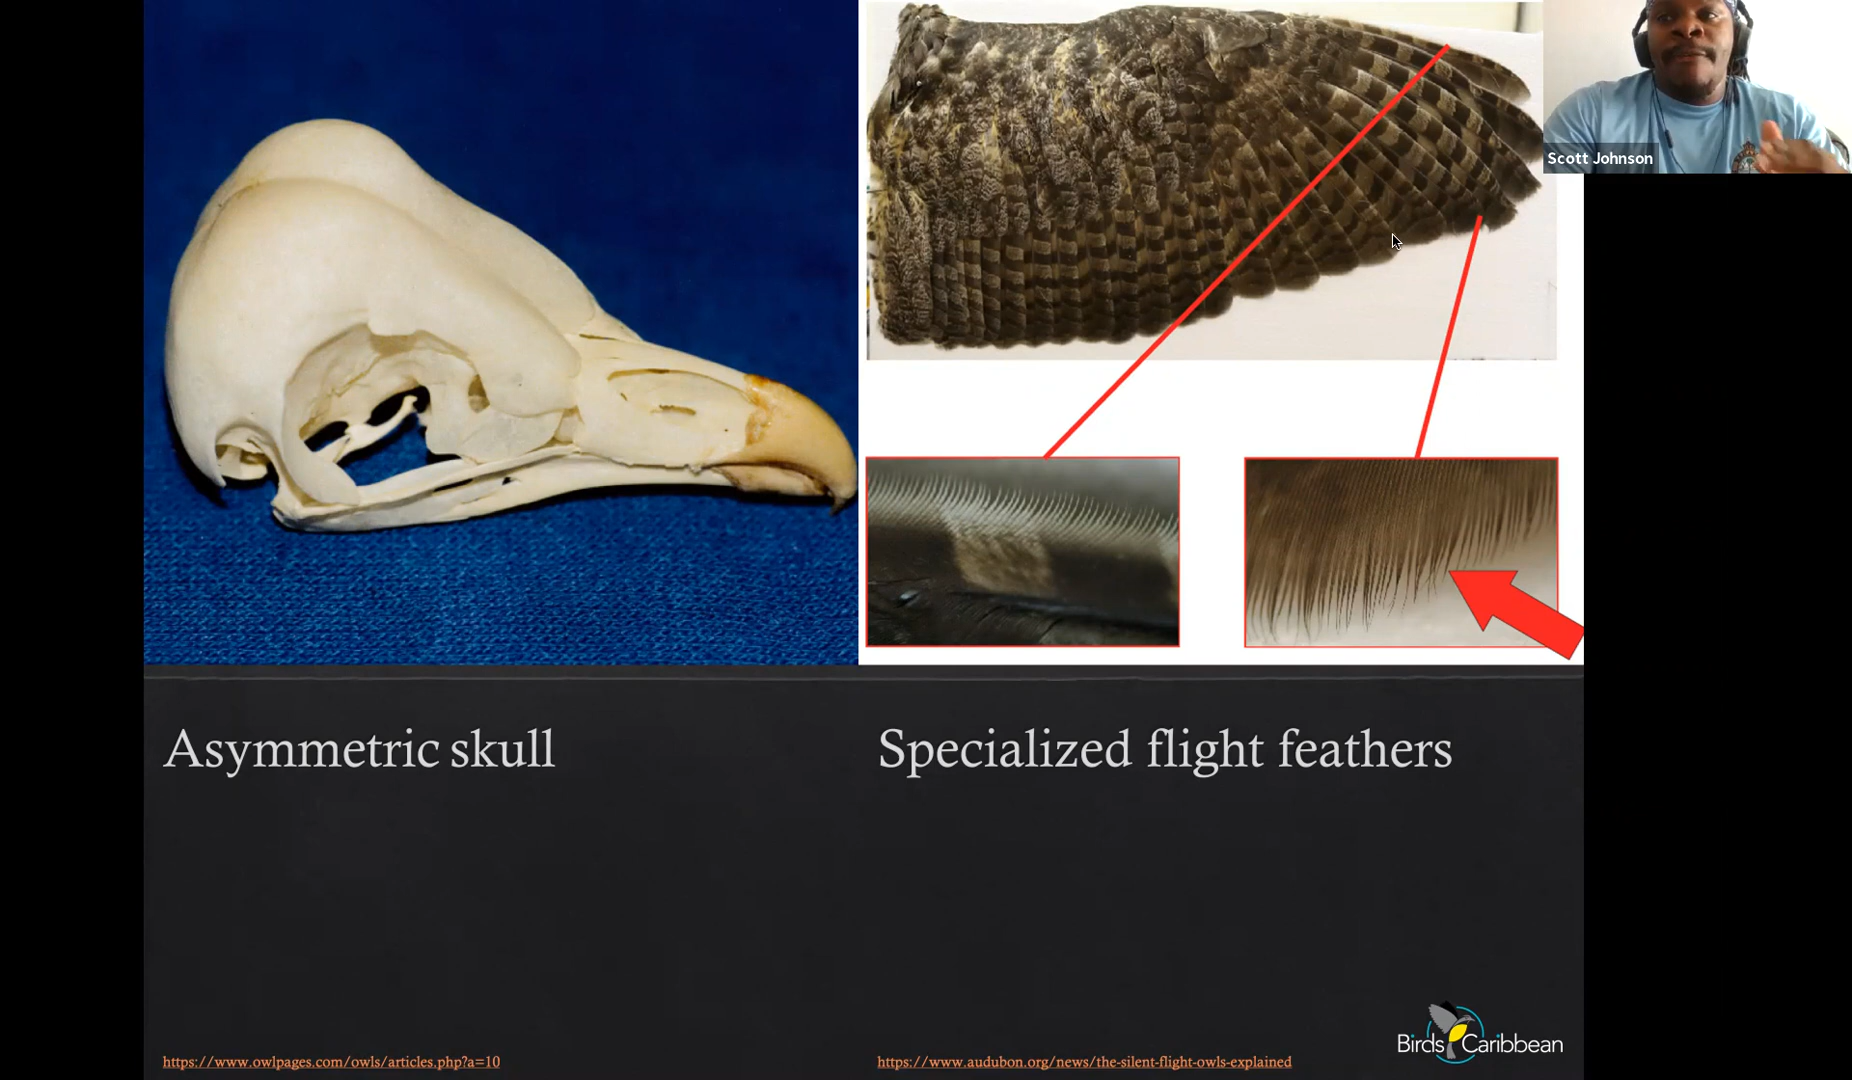 Scott Johnson
Asymmetric skull
Specialized flight feathers
https://www.owlpages.com/owls/articles.php?a=10
https://www.audubon.org/news/the-silent-flight-owls-explained
Birds Caribbean